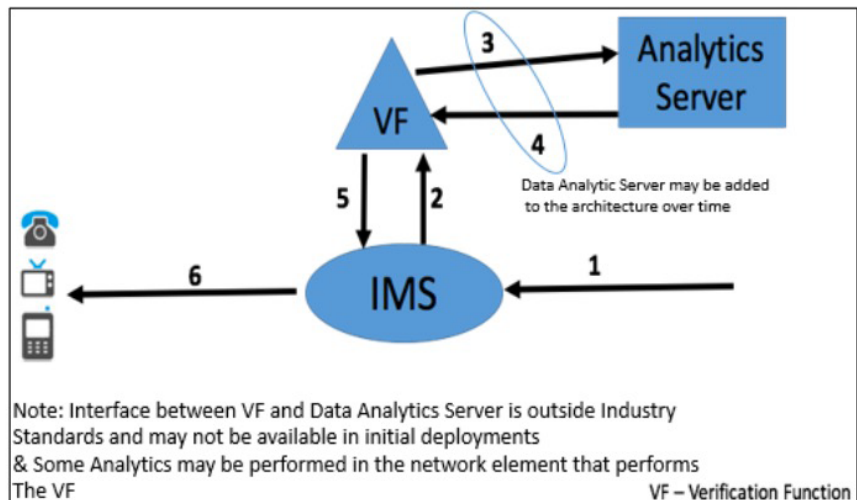 3
Analytics
Server
VF
4
Data Analytic Server may be added
to the architecture over time
5
2
1
6
IMS
Note: Interface between VF and Data Analytics Server is outside Industry
Standards and may not be available in initial deployments
& Some Analytics may be performed in the network element that performs
The VF
VF – Verification Function